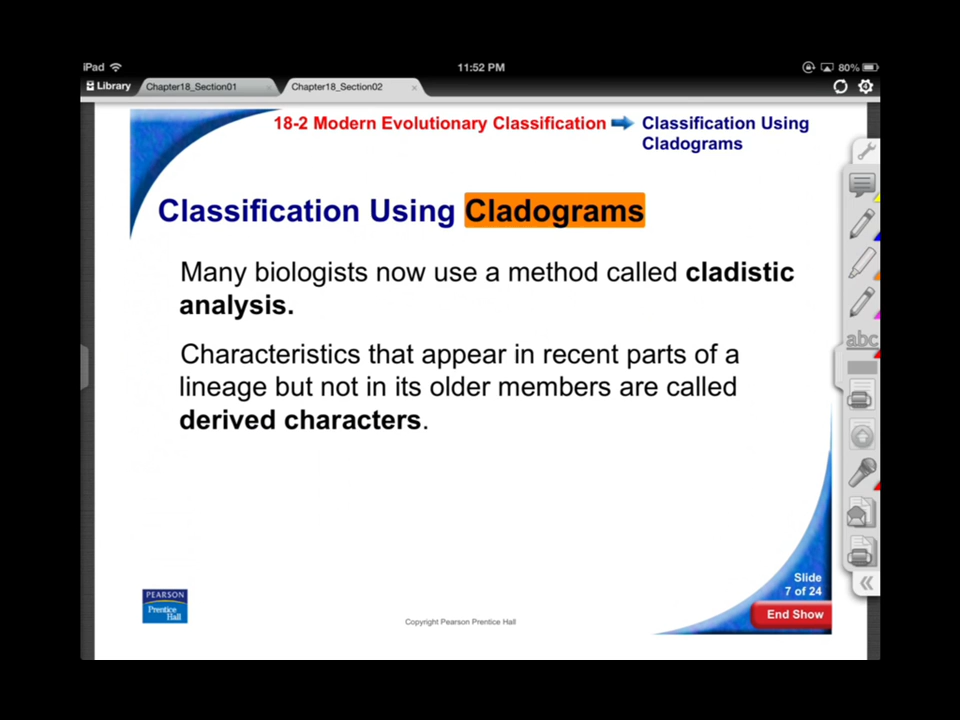 iPad 11:52 PM 80%
Library Chapter18_Section01 × Chapter18_Section02 ×
18-2 Modern Evolutionary Classification Classification Using
Cladograms
Classification Using Cladograms
Many biologists now use a method called cladistic
analysis.
Characteristics that appear in recent parts of a
lineage but not in its older members are called
derived characters.
abc
Slide
7 of 24
End Show
PEARSON
Prentice
Hall
Copyright Pearson Prentice Hall